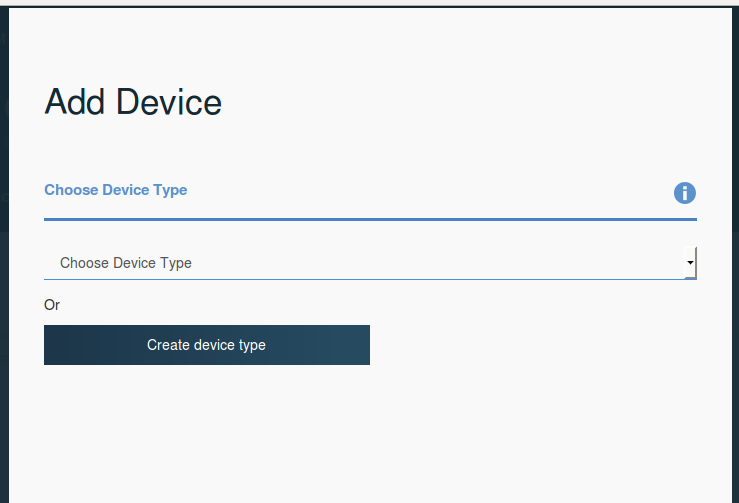 Add Device
Choose Device Type
Choose Device Type
Or
Create device type